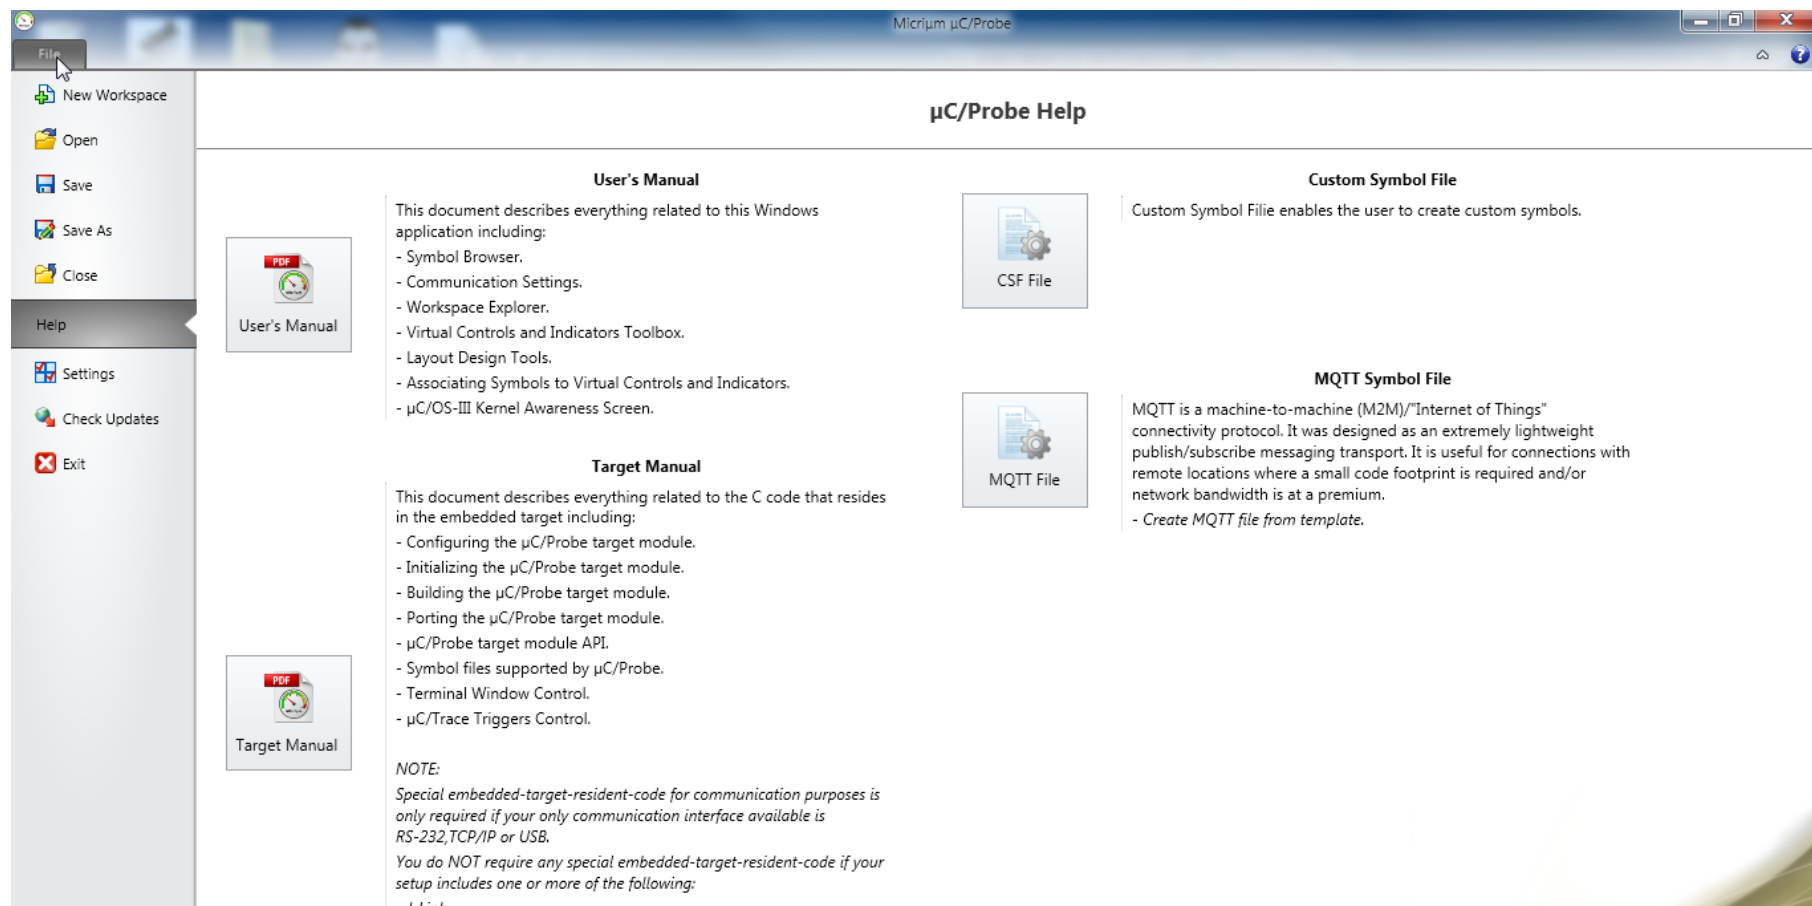 Micriµm µC/Probe
File
New Workspace
Open
Save
Save As
Close
Help
Settings
Check Updates
Exit
µC/Probe Help
User's Manual
PDF
User's Manual
This document describes everything related to this Windows
application including:
- Symbol Browser.
- Communication Settings.
- Workspace Explorer.
- Virtual Controls and Indicators Toolbox.
- Layout Design Tools.
- Associating Symbols to Virtual Controls and Indicators.
- µC/OS-III Kernel Awareness Screen.
Target Manual
PDF
Target Manual
This document describes everything related to the C code that resides
in the embedded target including:
- Configuring the µC/Probe target module.
- Initializing the µC/Probe target module.
- Building the µC/Probe target module.
- Porting the µC/Probe target module.
- µC/Probe target module API.
- Symbol files supported by µC/Probe.
- Terminal Window Control.
- µC/Trace Triggers Control.
NOTE:
Special embedded-target-resident-code for communication purposes is
only required if your only communication interface available is
RS-232,TCP/IP or USB.
You do NOT require any special embedded-target-resident-code if your
setup includes one or more of the following:
Custom Symbol File
CSF File
Custom Symbol Filie enables the user to create custom symbols.
MQTT Symbol File
MQTT File
MQTT is a machine-to-machine (M2M)/"Internet of Things"
connectivity protocol. It was designed as an extremely lightweight
publish/subscribe messaging transport. It is useful for connections with
remote locations where a small code footprint is required and/or
network bandwidth is at a premium.
- Create MQTT file from template.